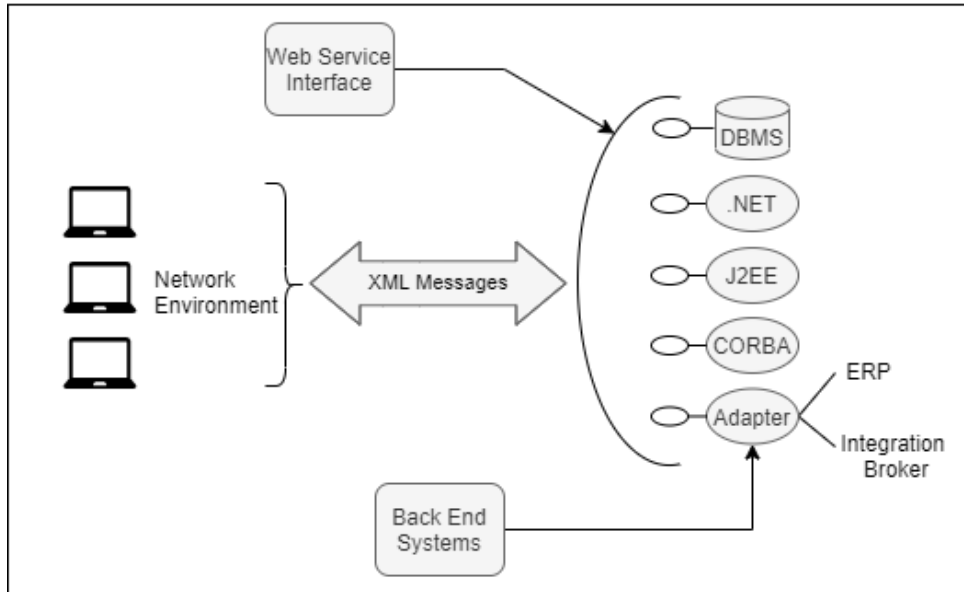 Web Service
Interface
DBMS
.NET
Network
Environment
XML Messages
J2EE
CORBA
ERP
Adapter
Integration
Broker
Back End
Systems